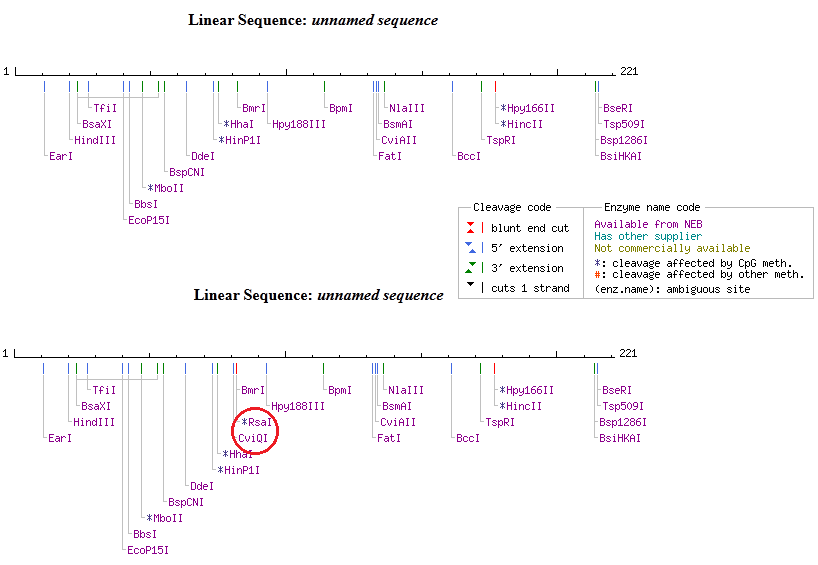 Linear Sequence: unnamed sequence
1 221
TfiI BmrI BpmI NlaIII *Hpy166II BseRI
BsaXI *HhaI Hpy188III BsmAI *HincII Tsp509I
HindIII *HinP1I CviAII TspRI Bsp1286I
EarI DdeI FatI BccI BsiHKAI
BspCNI
*MboII
BbsI
EcoP15I
Cleavage code
blunt end cut
5′ extension
3′ extension
cuts 1 strand
Enzyme name code
Available from NEB
Has other supplier
Not commercially available
*: cleavage affected by CpG meth.
#: cleavage affected by other meth.
(enz.name): ambiguous site
Linear Sequence: unnamed sequence
1 221
TfiI BmrI BpmI NlaIII *Hpy166II BseRI
BsaXI Hpy188III BsmAI *HincII Tsp509I
HindIII *RsaI CviAII TspRI Bsp1286I
EarI CviQI FatI BccI BsiHKAI
*HhaI
*HinP1I
DdeI
BspCNI
*MboII
BbsI
EcoP15I